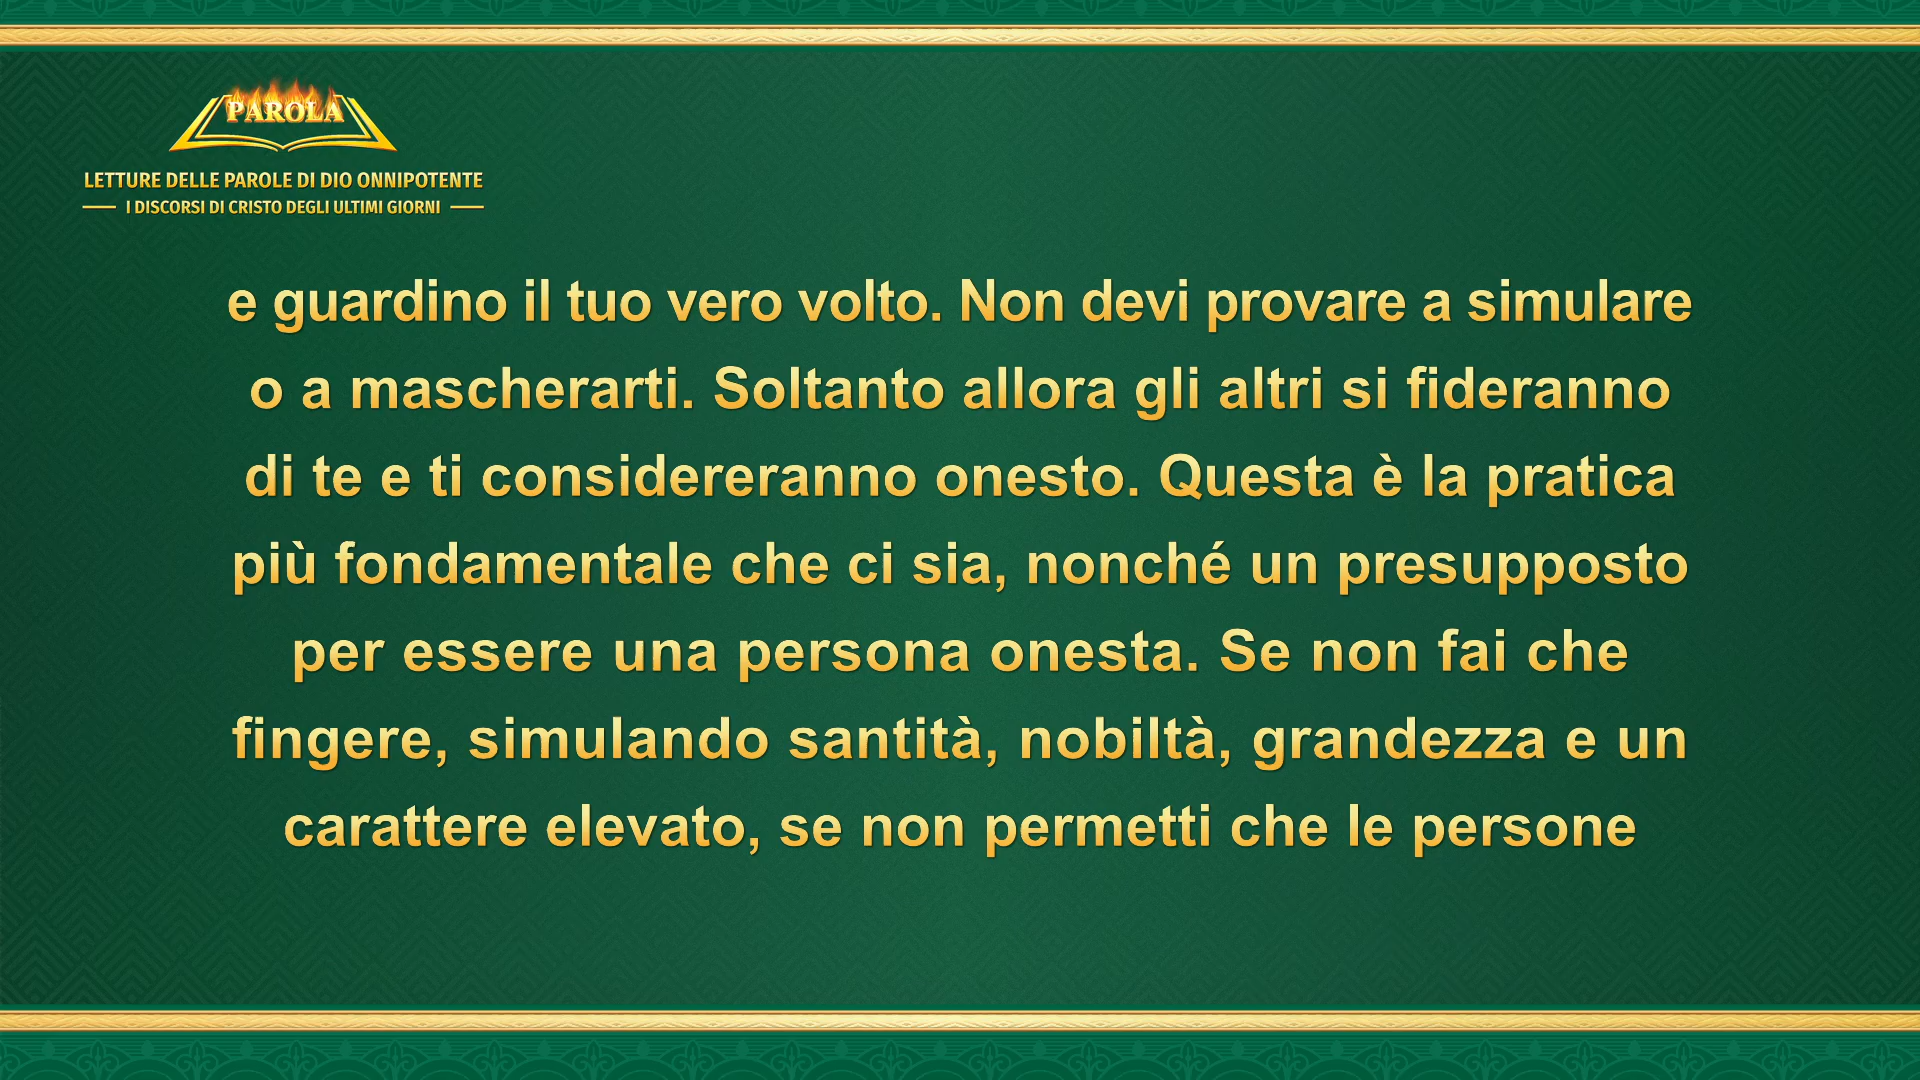 PAROLA
LETTURE DELLE PAROLE DI DIO ONNIPOTENTE
I DISCORSI DI CRISTO DEGLI ULTIMI GIORNI
e guardino il tuo vero volto. Non devi provare a simulare
o a mascherarti. Soltanto allora gli altri si fideranno
di te e ti considereranno onesto. Questa è la pratica
più fondamentale che ci sia, nonché un presupposto
per essere una persona onesta. Se non fai che
fingere, simulando santità, nobiltà, grandezza e un
carattere elevato, se non permetti che le persone